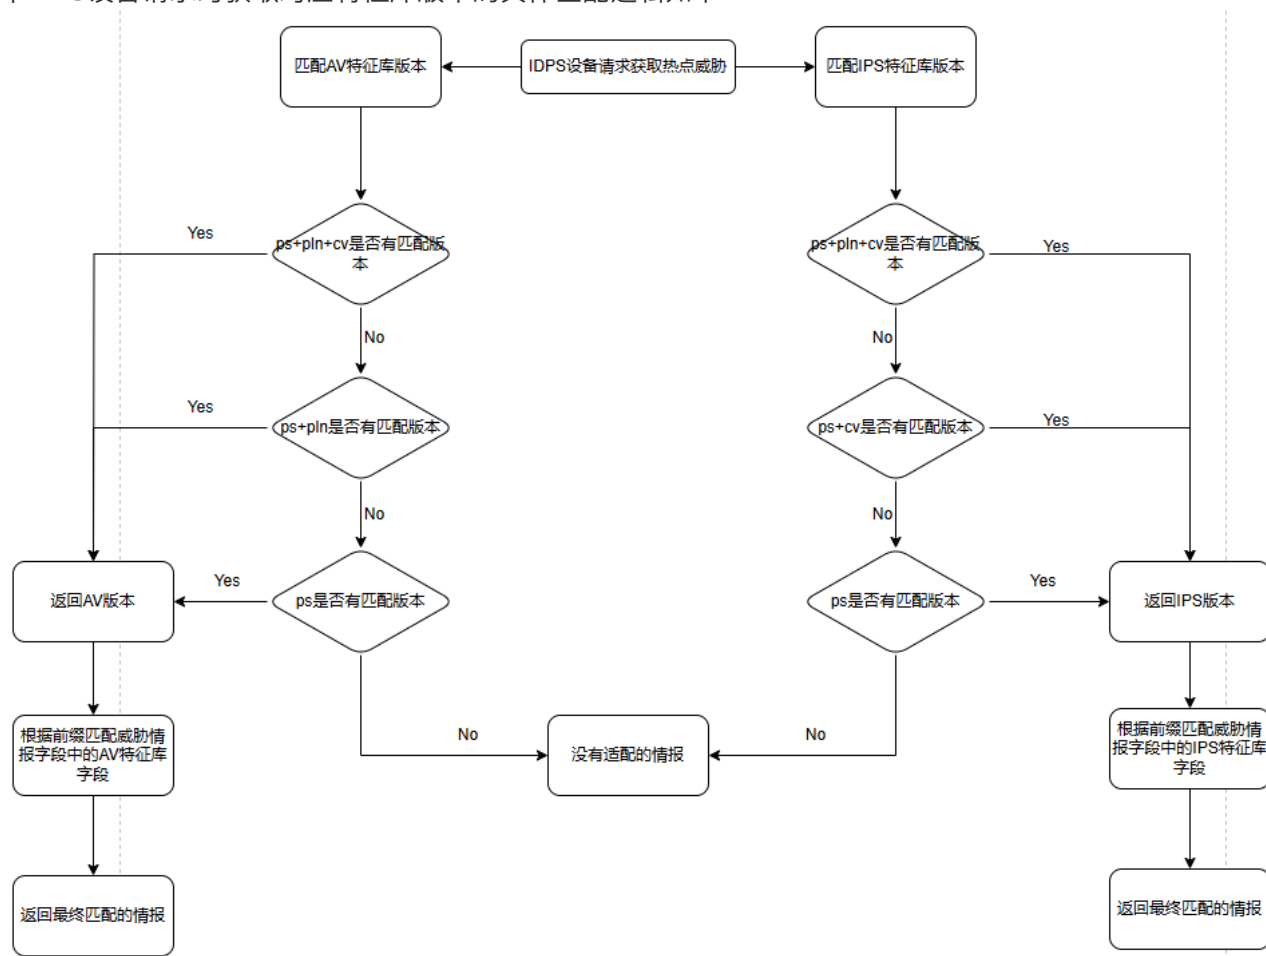 匹配AV特征库版本
IDPS设备请求获取热点威胁
匹配IPS特征库版本
Yes
ps+pln+cv是否有匹配版
本
ps+pln+cv是否有匹配版
本
Yes
No
No
Yes
ps+pln是否有匹配版本
ps+cv是否有匹配版本
Yes
No
No
返回AV版本
Yes
ps是否有匹配版本
ps是否有匹配版本
Yes
返回IPS版本
根据前缀匹配威胁情
报字段中的AV特征库
字段
No
没有适配的情报
No
根据前缀匹配威胁情
报字段中的IPS特征库
字段
返回最终匹配的情报
返回最终匹配的情报